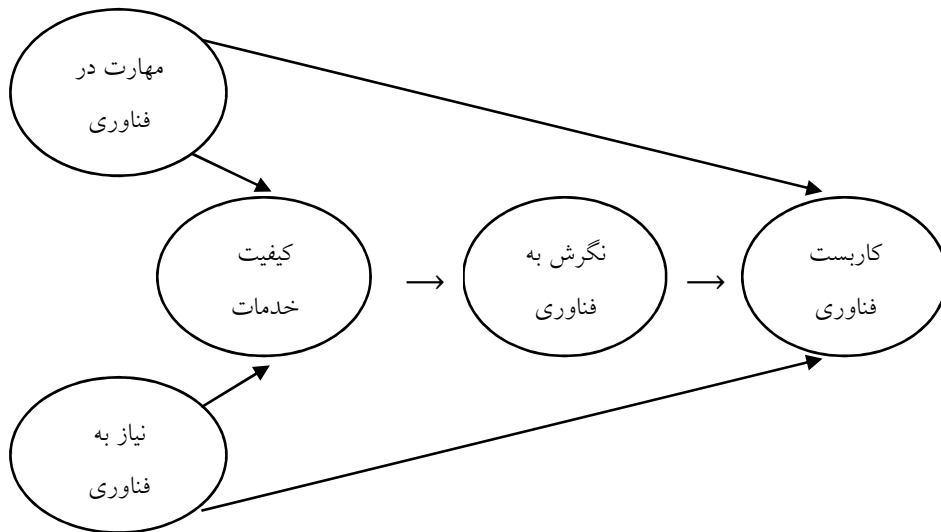 مهارت در
فناوری
کیفیت
خدمات
نگرش به
فناوری
کاربست
فناوری
نیاز به
فناوری